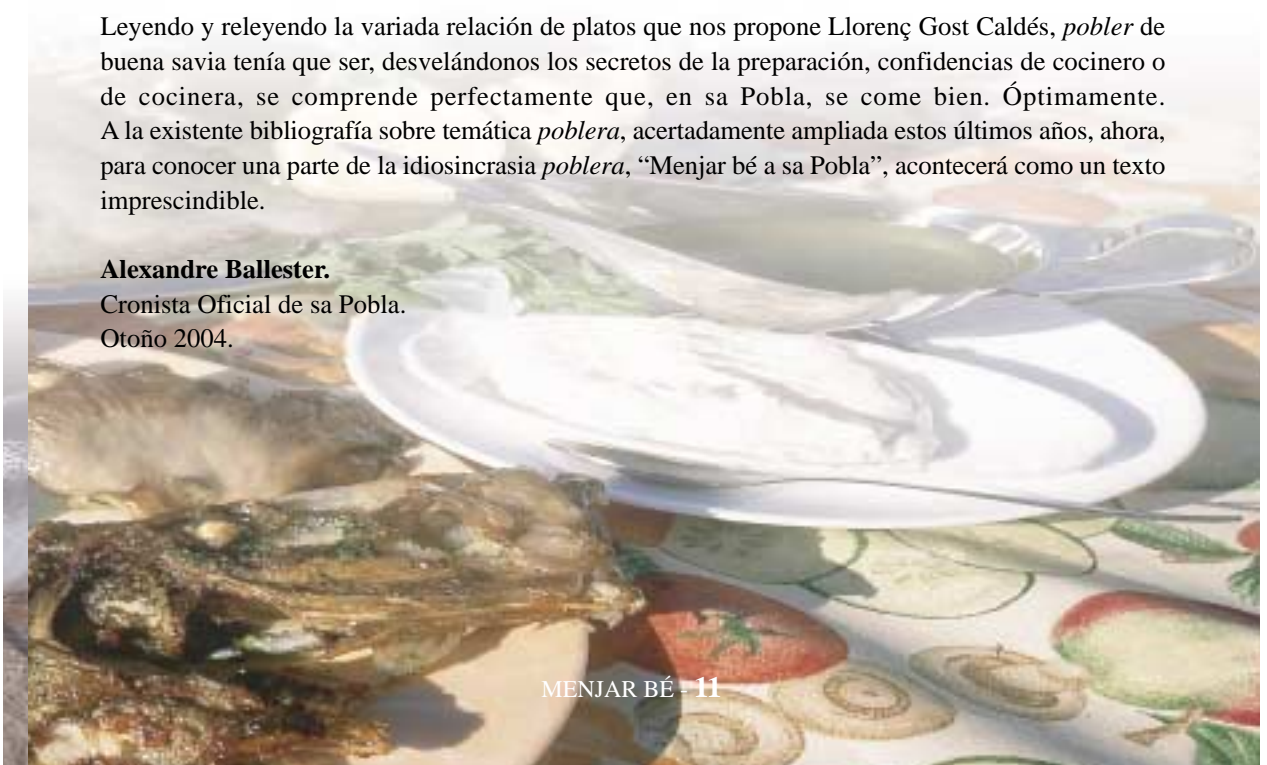 Leyendo y releyendo la variada relación de platos que nos propone Llorenç Gost Caldés, pobler de
buena savia tenía que ser, desvelándonos los secretos de la preparación, confidencias de cocinero o
de cocinera, se comprende perfectamente que, en sa Pobla, se come bien. Óptimamente.
A la existente bibliografía sobre temática poblera, acertadamente ampliada estos últimos años, ahora,
para conocer una parte de la idiosincrasia poblera, “Menjar bé a sa Pobla”, acontecerá como un texto
imprescindible.
Alexandre Ballester.
Cronista Oficial de sa Pobla.
Otoño 2004.
MENJAR BÉ - 11